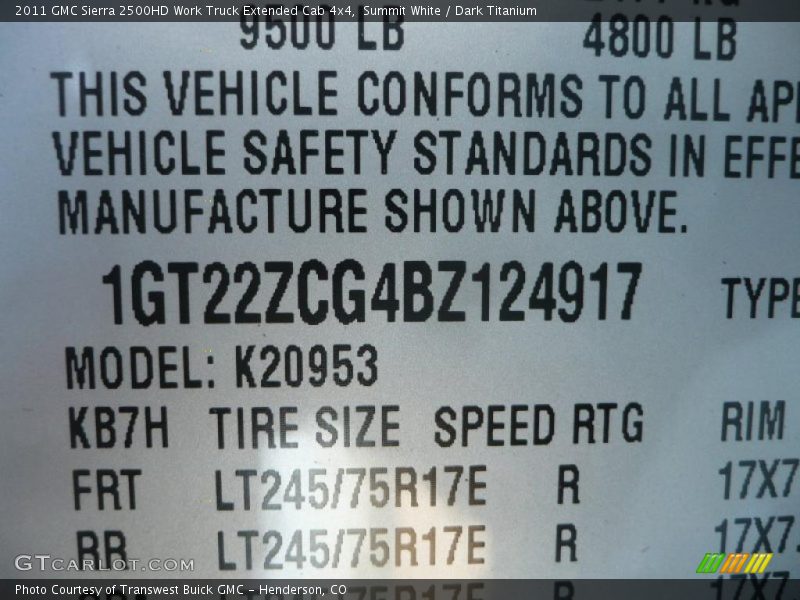 2011 GMC Sierra 2500HD Work Truck Extended Cab 4x4, Summit White / Dark Titanium
9500 LB 4800 LB
THIS VEHICLE CONFORMS TO ALL
VEHICLE SAFETY STANDARDS IN
MANUFACTURE SHOWN ABOVE.
1GT22ZCG4BZ124917 TYPE
MODEL: K20953
KB7H TIRE SIZE SPEED RTG RIM
FRT LT245/75R17E R 17X7
RR LT245/75R17E R 17X7.
GTCARLOT.COM
Photo Courtesy of Transwest Buick GMC – Henderson, CO